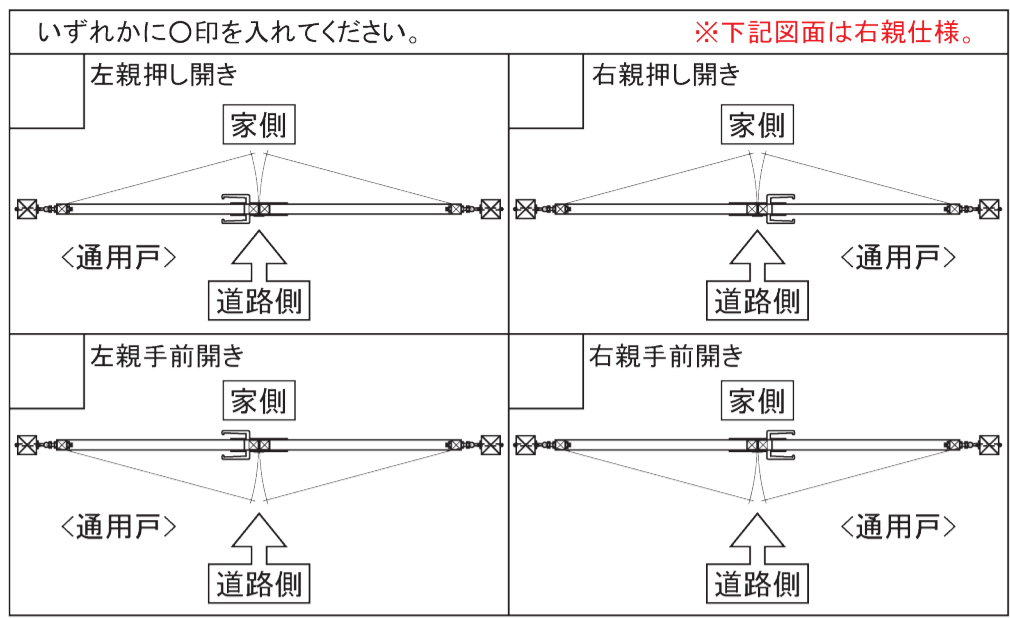 いずれかに〇印を入れてください。
※下記図面は右親仕様。
左親押し開き
家側
<通用戸>
道路側
右親押し開き
家側
<通用戸>
道路側
左親手前開き
家側
<通用戸>
道路側
右親手前開き
家側
<通用戸>
道路側